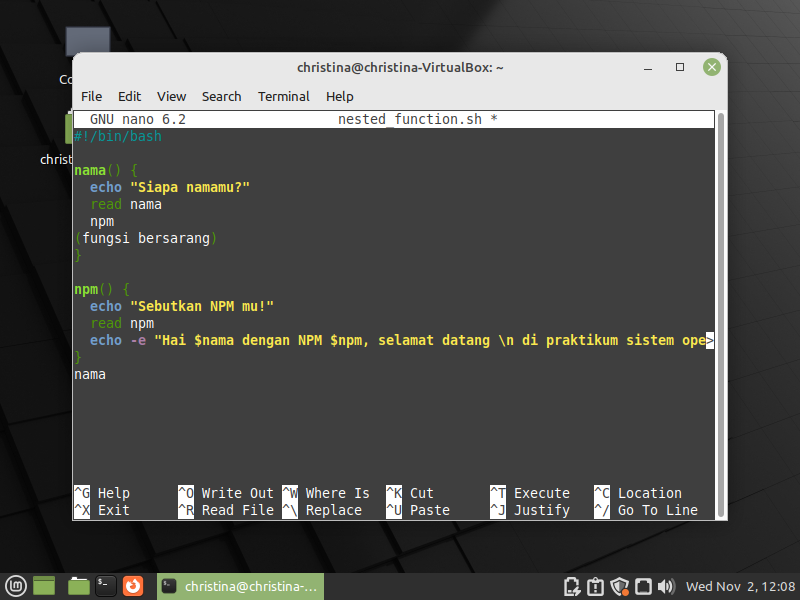 Co
christ
christina@christina-VirtualBox: ~
File Edit View Search Terminal Help
GNU nano 6.2 nested_function.sh *
#!/bin/bash
nama() {
echo "Siapa namamu?"
read nama
npm
(fungsi bersarang)
}
npm() {
echo "Sebutkan NPM mu!"
read npm
echo -e "Hai $nama dengan NPM $npm, selamat datang \n di praktikum sistem ope>
}
nama
^G Help ^O Write Out ^W Where Is ^K Cut ^T Execute ^C Location
^X Exit ^R Read File ^\ Replace ^U Paste ^J Justify ^/ Go To Line
christina@christina-...
Wed Nov 2, 12:08